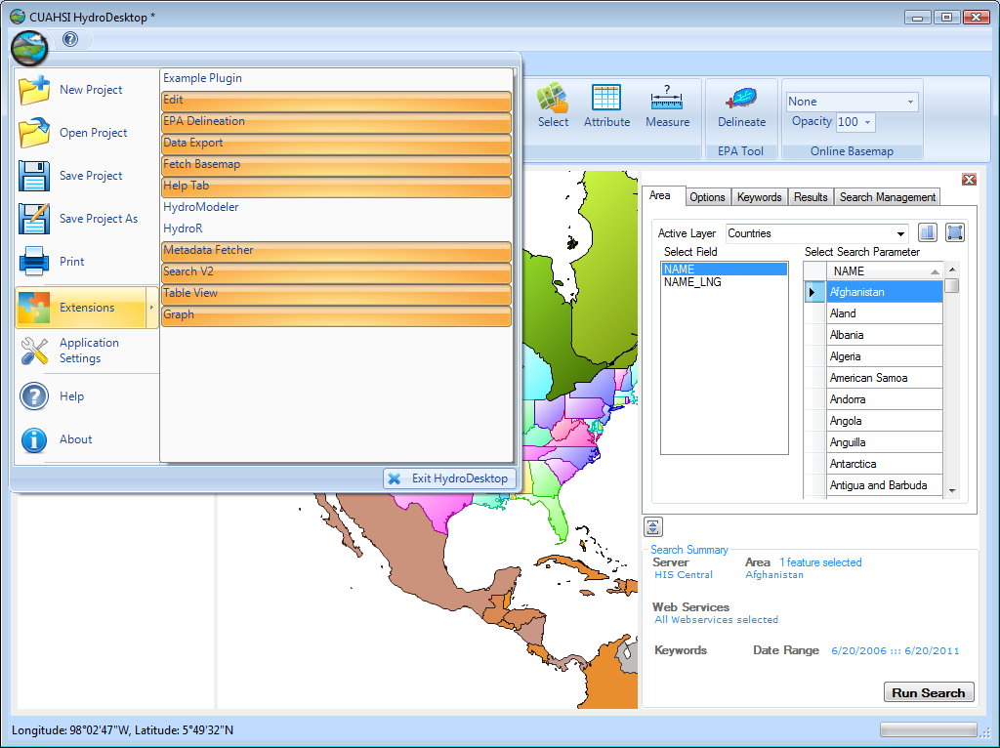 CUAHSI HydroDesktop *
New Project
Open Project
Save Project
Save Project As
Print
Extensions
Application
Settings
Help
About
Example Plugin
Edit
EPA Delineation
Data Export
Fetch Basemap
Help Tab
HydroModeler
HydroR
Metadata Fetcher
Search V2
Table View
Graph
Exit HydroDesktop
Select
Attribute
?
Measure
Delineate
EPA Tool
None
Opacity 100
Online Basemap
Area Options Keywords Results Search Management
Active Layer Countries
Select Field
NAME
NAME_LNG
Select Search Parameter
NAME
Afghanistan
Aland
Albania
Algeria
American Samoa
Andorra
Angola
Anguilla
Antarctica
Antigua and Barbuda
Search Summary
Server
HIS Central
Area 1 feature selected
Afghanistan
Web Services
All Webservices selected
Keywords
Date Range 6/20/2006 ::: 6/20/2011
Run Search
Longitude: 98°02'47"W, Latitude: 5°49'32"N